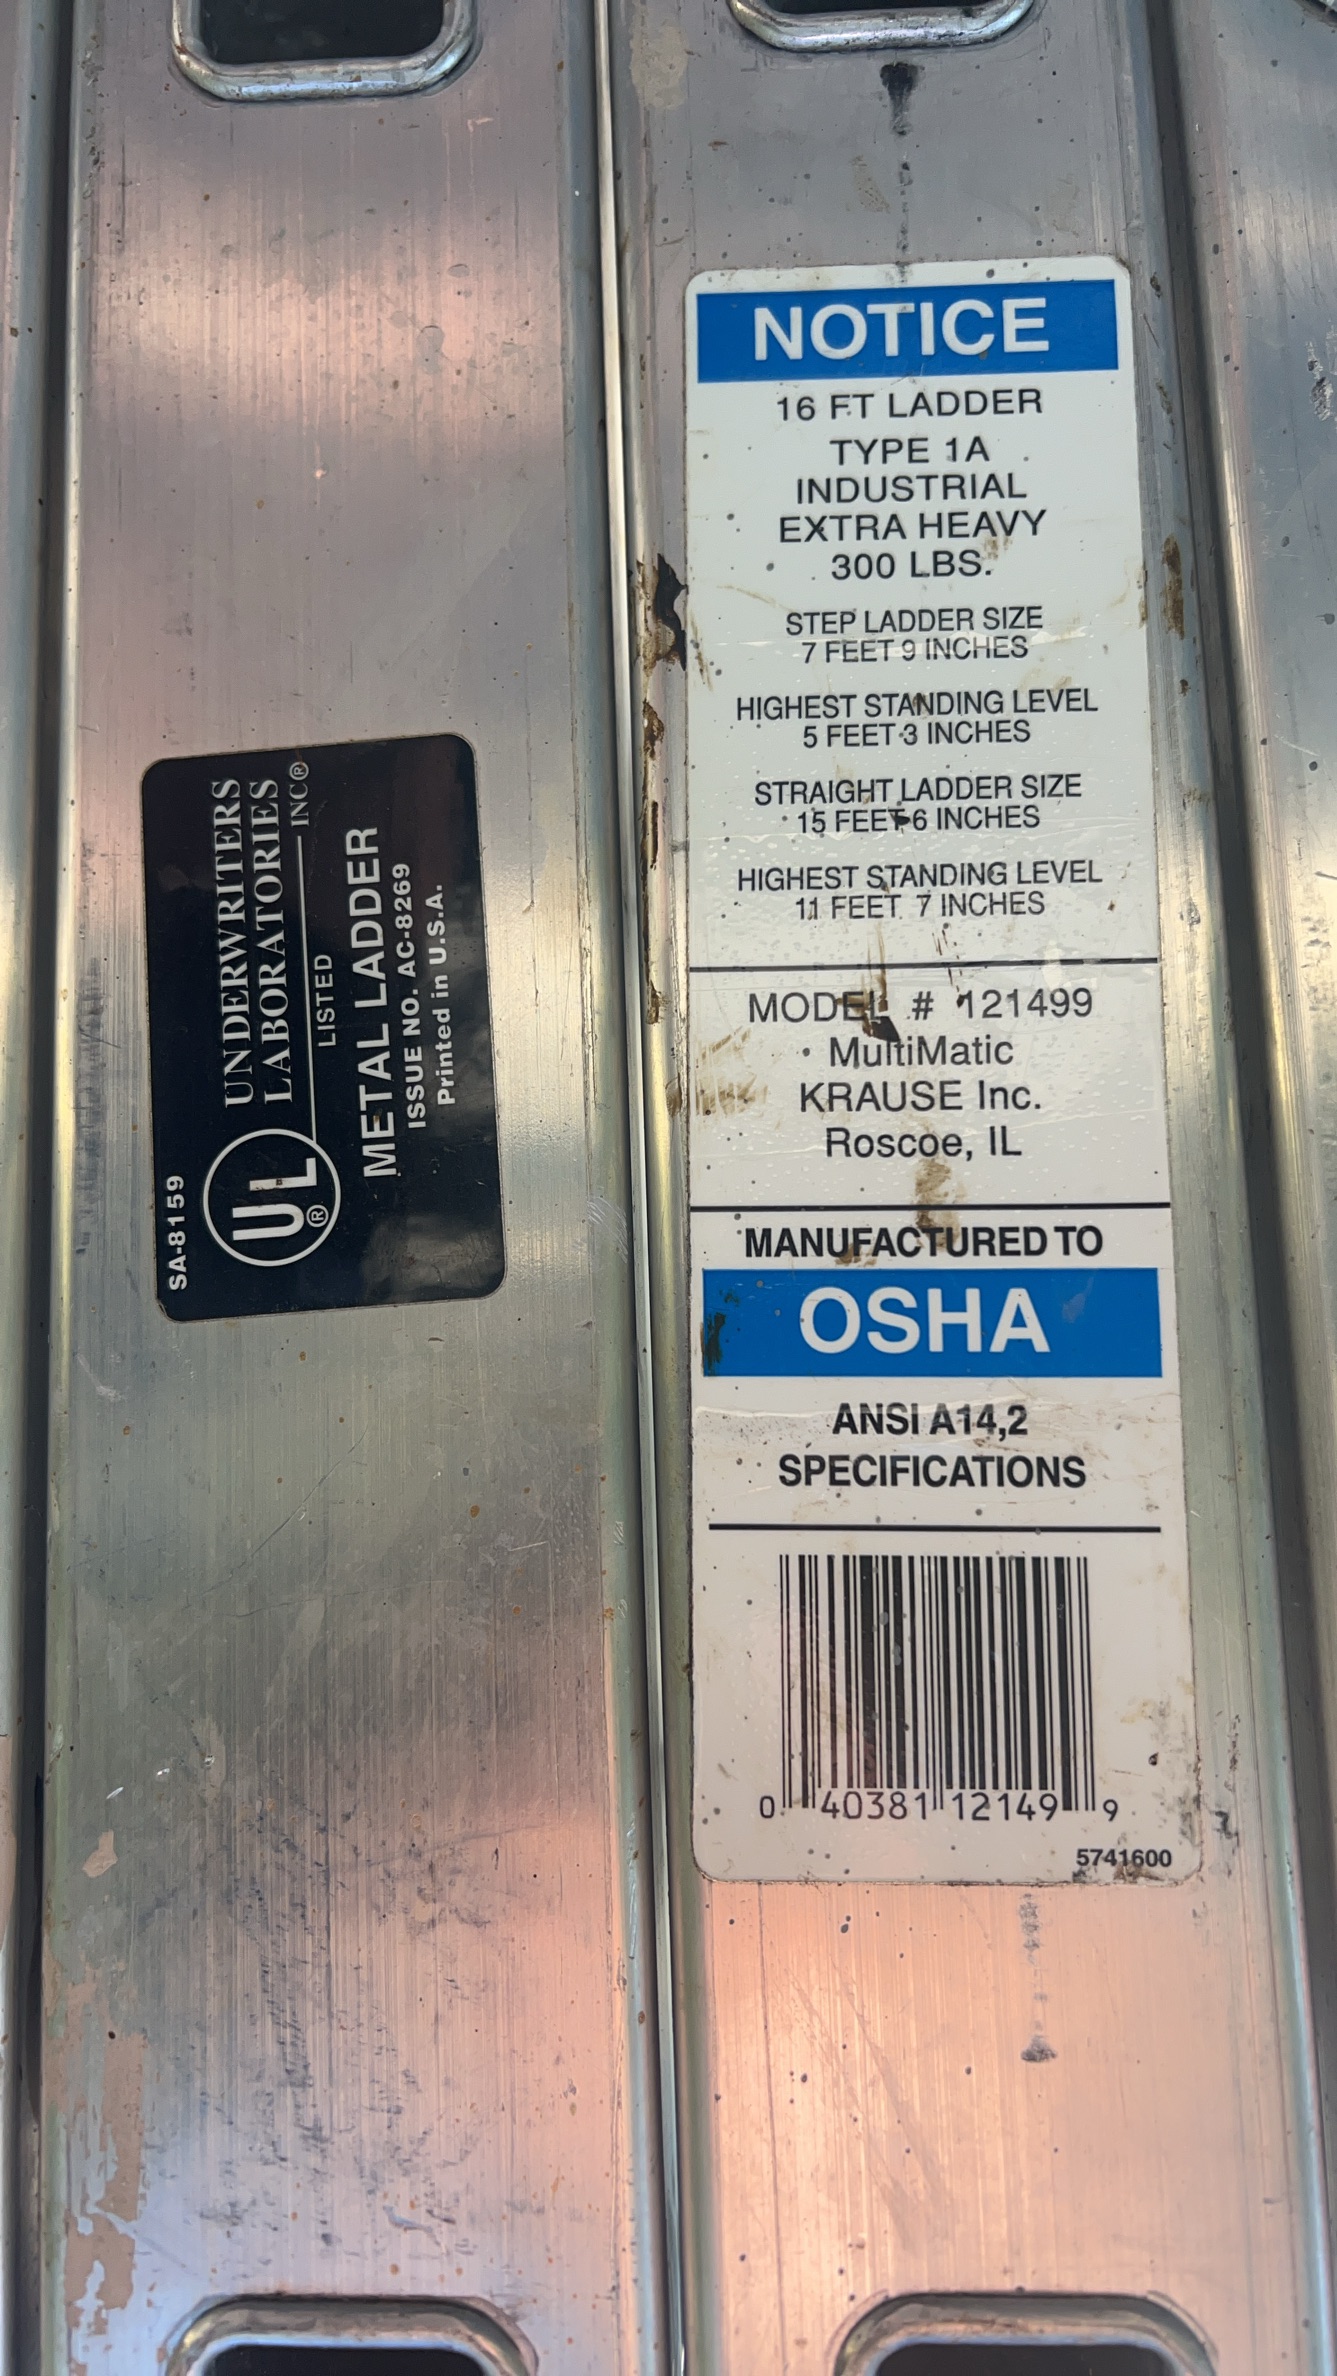 SA-8159
UL®
UNDERWRITERS
LABORATORIES
INC®
LISTED
METAL LADDER
ISSUE NO. AC-8269
Printed in U.S.A.
NOTICE
16 FT LADDER
TYPE 1A
INDUSTRIAL
EXTRA HEAVY
300 LBS.
STEP LADDER SIZE
7 FEET 9 INCHES
HIGHEST STANDING LEVEL
5 FEET 3 INCHES
STRAIGHT LADDER SIZE
15 FEET 6 INCHES
HIGHEST STANDING LEVEL
11 FEET 7 INCHES
MODEL # 121499
MultiMatic
KRAUSE Inc.
Roscoe, IL
MANUFACTURED TO
OSHA
ANSI A14,2
SPECIFICATIONS
0 40381 12149 9
5741600